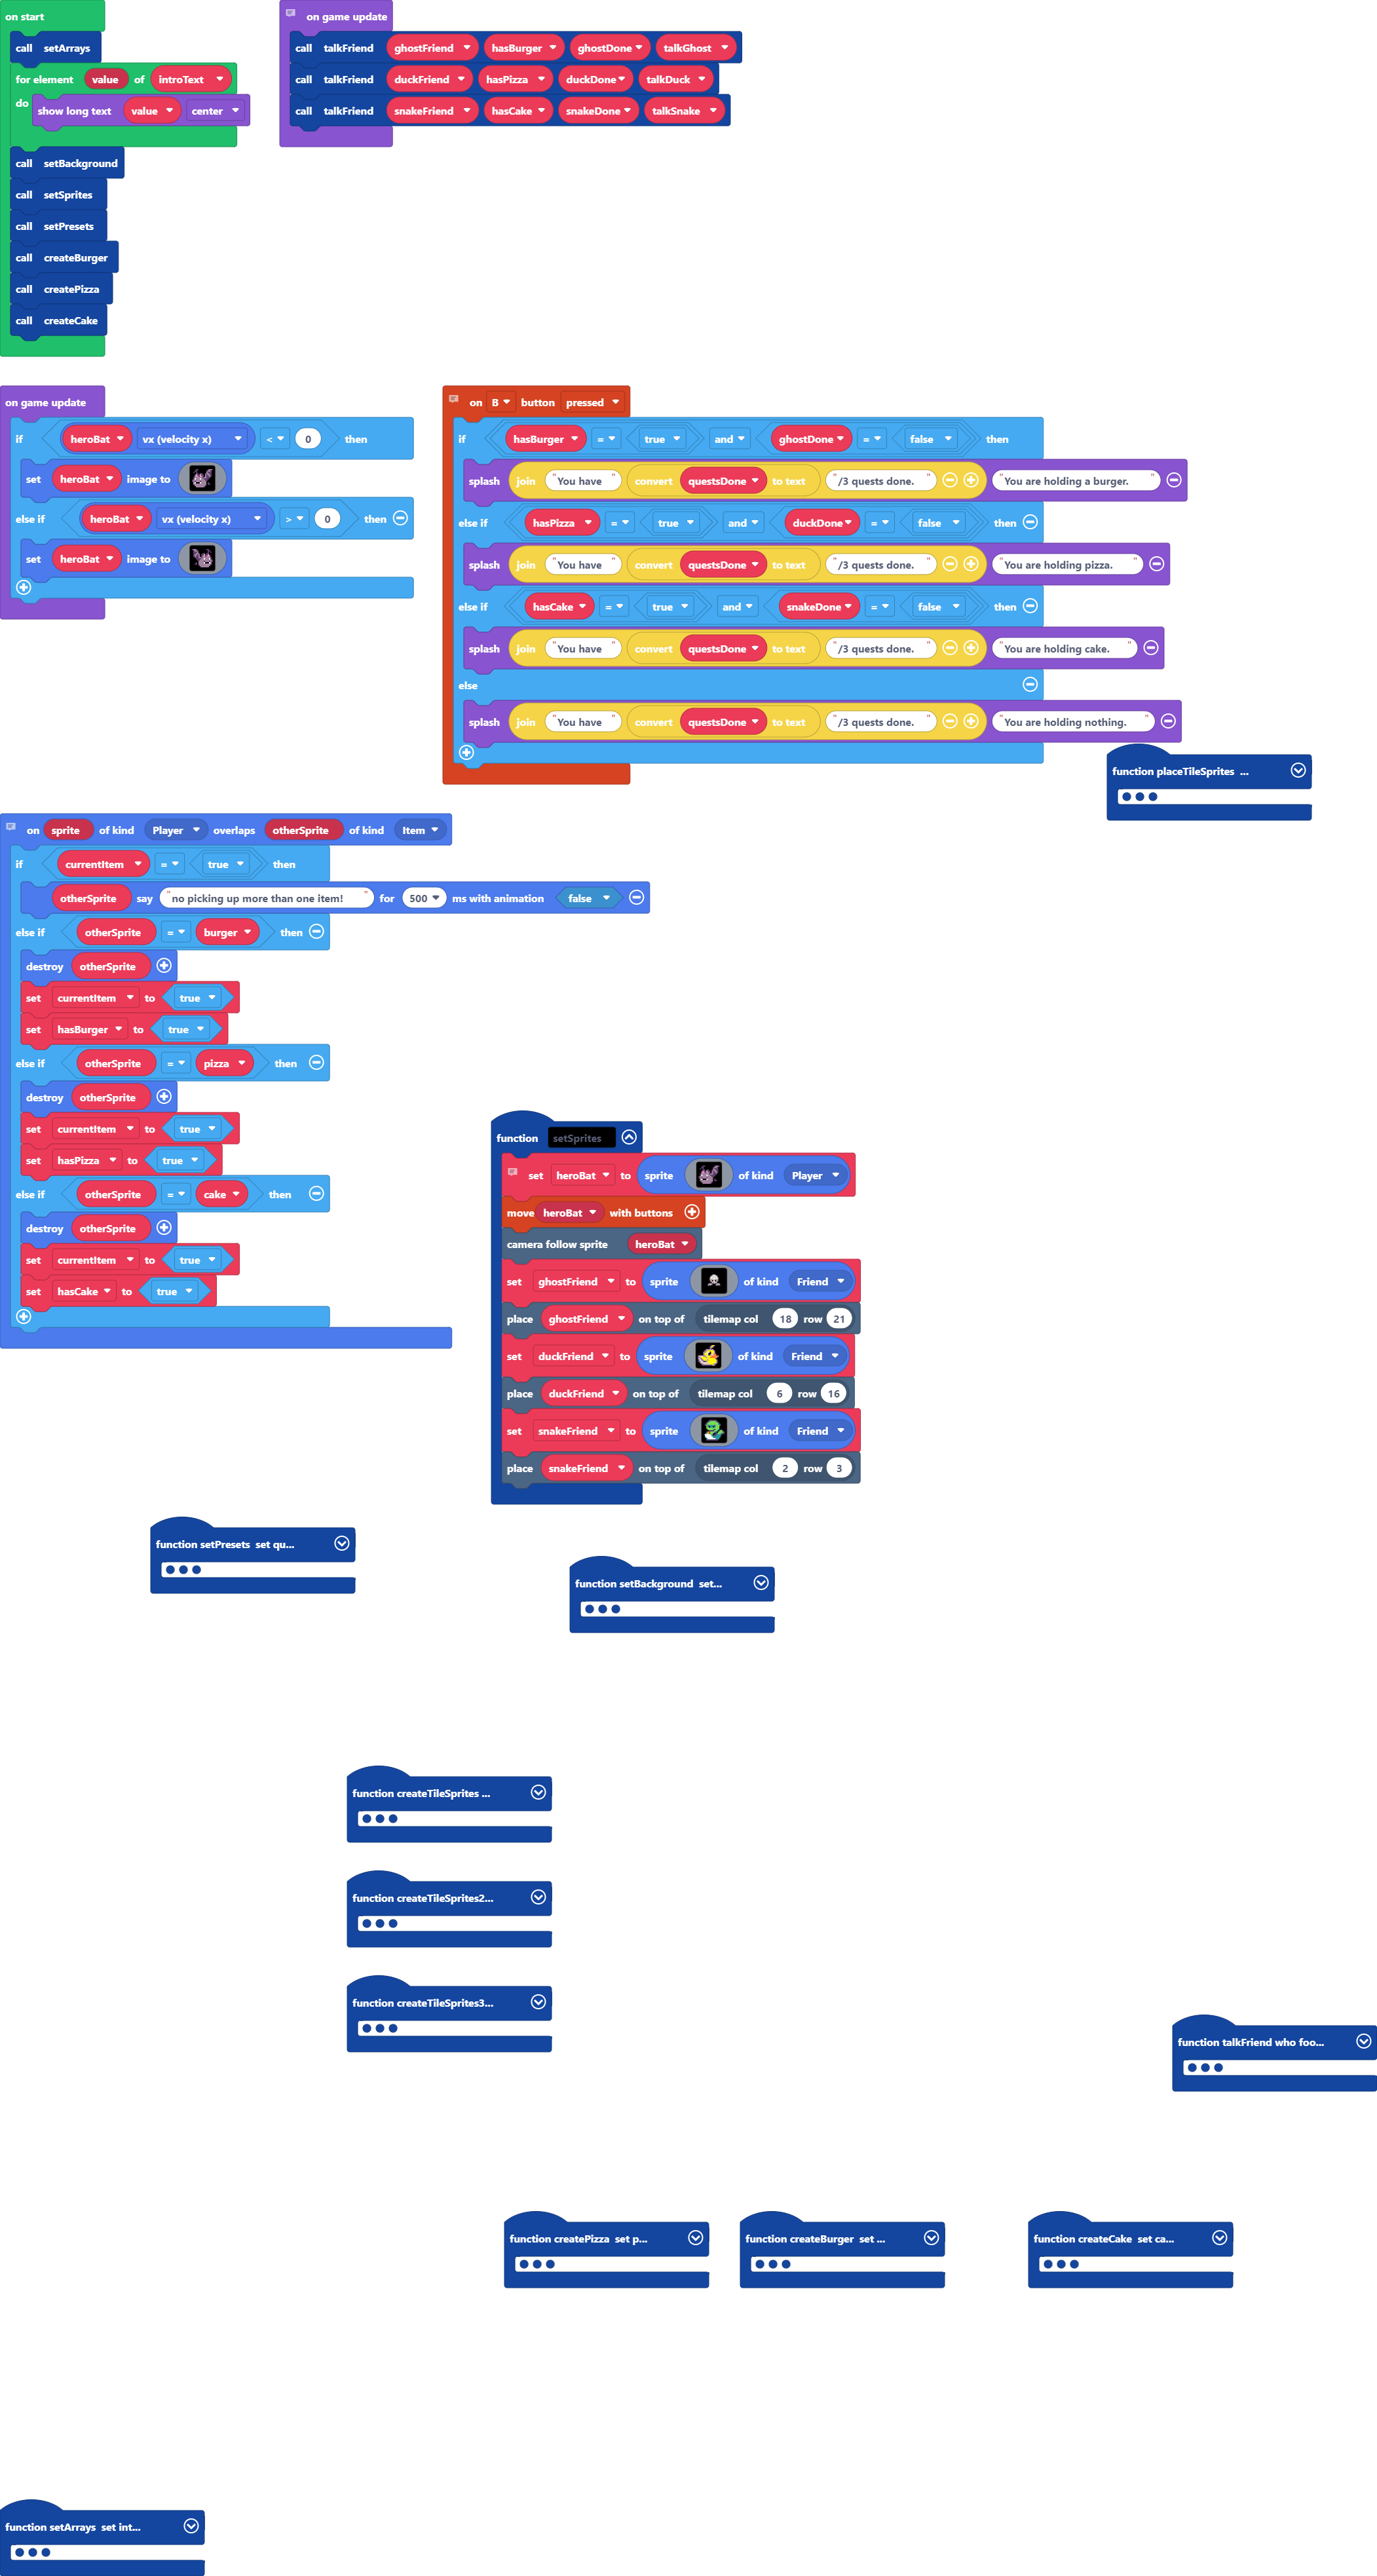 on start
call setArrays
for element value of introText
do show long text value center
call setBackground
call setSprites
call setPresets
call createBurger
call createPizza
call createCake
on game update
call talkFriend ghostFriend hasBurger ghostDone talkGhost
call talkFriend duckFriend hasPizza duckDone talkDuck
call talkFriend snakeFriend hasCake snakeDone talkSnake
on game update
if heroBat vx (velocity x) < 0 then
set heroBat image to
else if heroBat vx (velocity x) > 0 then
set heroBat image to
on B button pressed
if hasBurger = true and ghostDone = false then
splash join "You have " convert questsDone to text "/3 quests done. " "You are holding a burger. "
else if hasPizza = true and duckDone = false then
splash join "You have " convert questsDone to text "/3 quests done. " "You are holding pizza. "
else if hasCake = true and snakeDone = false then
splash join "You have " convert questsDone to text "/3 quests done. " "You are holding cake. "
else
splash join "You have " convert questsDone to text "/3 quests done. " "You are holding nothing. "
function placeTileSprites ...
on sprite of kind Player overlaps otherSprite of kind Item
if currentItem = true then
otherSprite say "no picking up more than one item! " for 500 ms with animation false
else if otherSprite = burger then
destroy otherSprite
set currentItem to true
set hasBurger to true
else if otherSprite = pizza then
destroy otherSprite
set currentItem to true
set hasPizza to true
else if otherSprite = cake then
destroy otherSprite
set currentItem to true
set hasCake to true
function setSprites
set heroBat to sprite of kind Player
move heroBat with buttons
camera follow sprite heroBat
set ghostFriend to sprite of kind Friend
place ghostFriend on top of tilemap col 18 row 21
set duckFriend to sprite of kind Friend
place duckFriend on top of tilemap col 6 row 16
set snakeFriend to sprite of kind Friend
place snakeFriend on top of tilemap col 2 row 3
function setPresets set qu...
function setBackground set...
function createTileSprites ...
function createTileSprites2...
function createTileSprites3...
function talkFriend who foo...
function createPizza set p...
function createBurger set ...
function createCake set ca...
function setArrays set int...